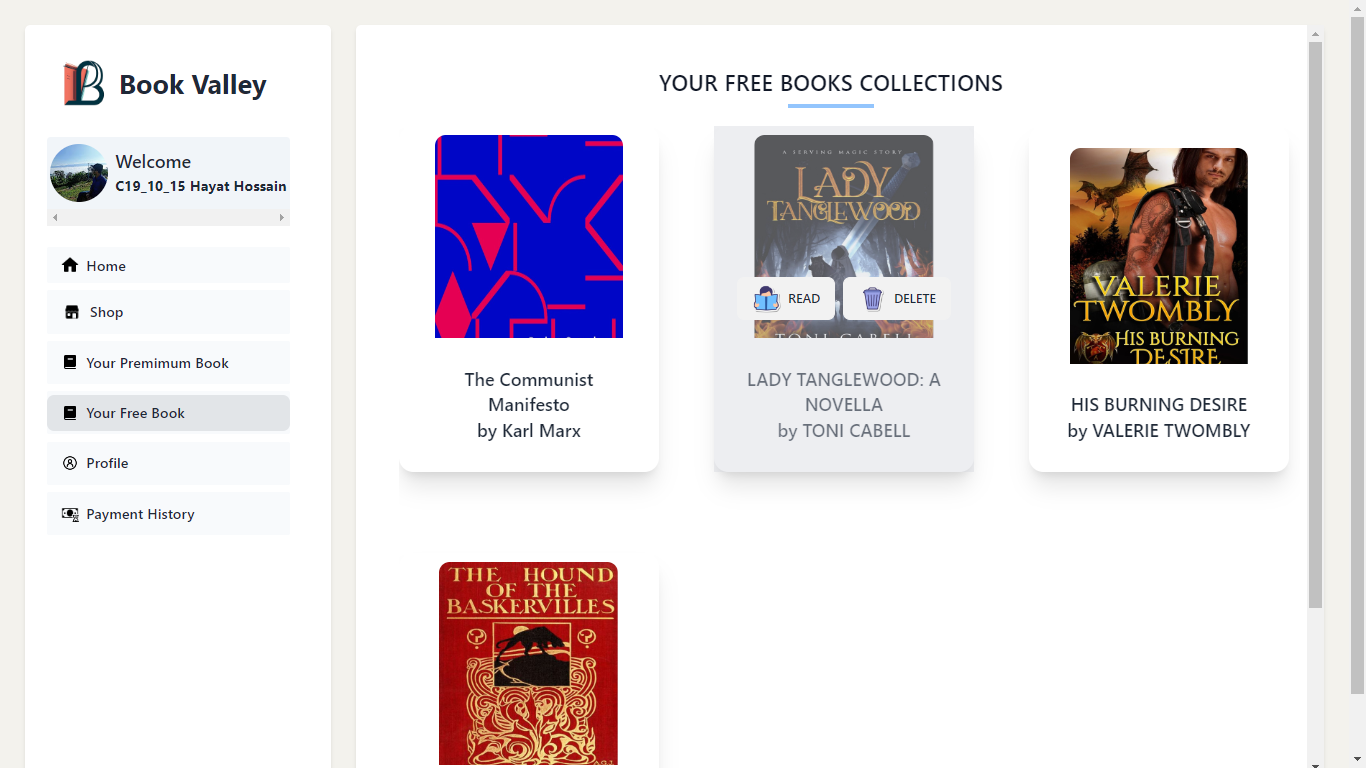 Book Valley
Welcome
C19_10_15 Hayat Hossain
Home
Shop
Your Premimum Book
Your Free Book
Profile
Payment History
YOUR FREE BOOKS COLLECTIONS
The Communist
Manifesto
by Karl Marx
A SERVING MAGIC STORY
LADY
TANGLEWOOD
READ
DELETE
TONI CABELL
LADY TANGLEWOOD: A
NOVELLA
by TONI CABELL
VALERIE
TWOMBLY
HIS BURNING
DESIRE
HIS BURNING DESIRE
by VALERIE TWOMBLY
THE HOUND
OF THE
BASKERVILLES